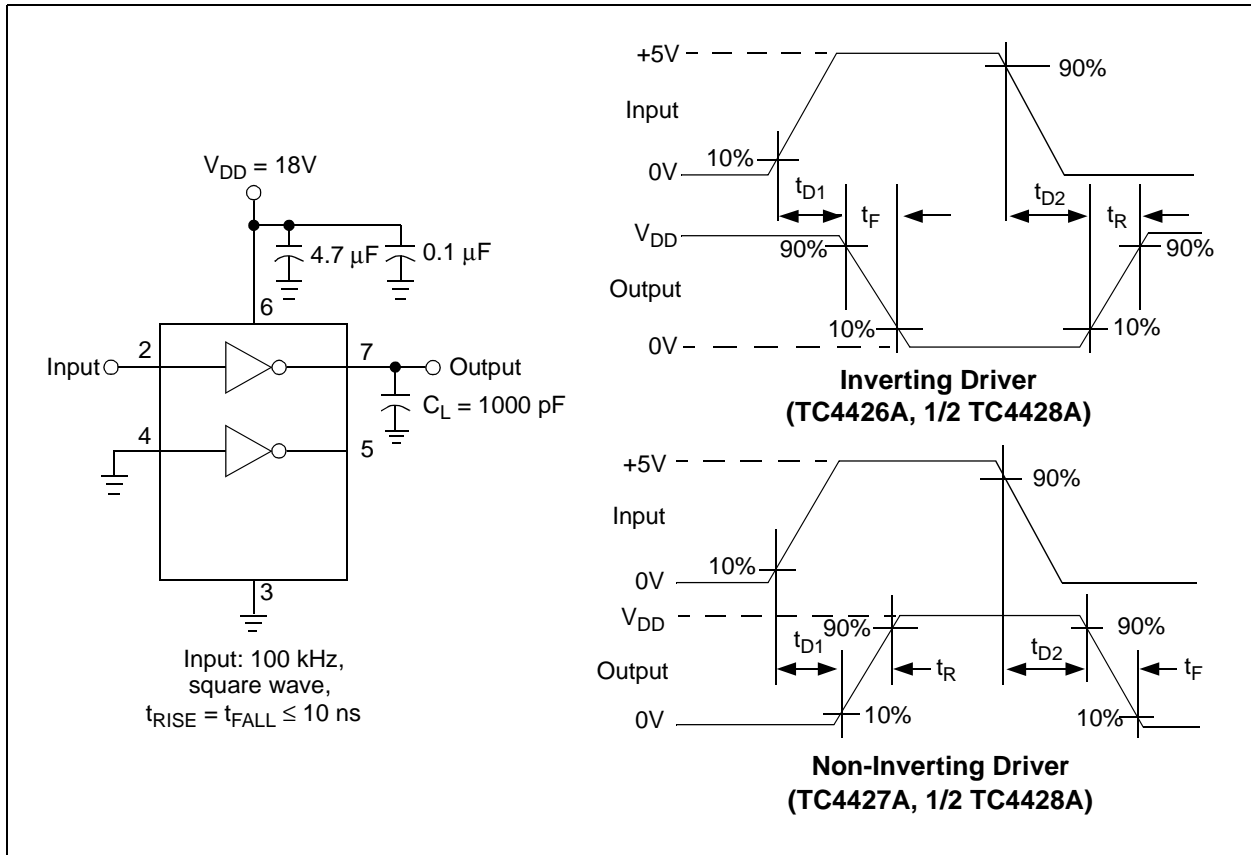 V_DD = 18V
4.7 μF
0.1 μF
6
Input
2
7
Output
C_L = 1000 pF
4
5
3
Input: 100 kHz,
square wave,
t_RISE = t_FALL ≤ 10 ns
+5V
90%
Input
10%
0V
t_D1
t_F
t_D2
t_R
V_DD
90%
90%
Output
10%
10%
0V
Inverting Driver
(TC4426A, 1/2 TC4428A)
+5V
90%
Input
10%
0V
V_DD
90%
90%
t_D1
t_D2
Output
t_R
t_F
0V
10%
10%
Non-Inverting Driver
(TC4427A, 1/2 TC4428A)